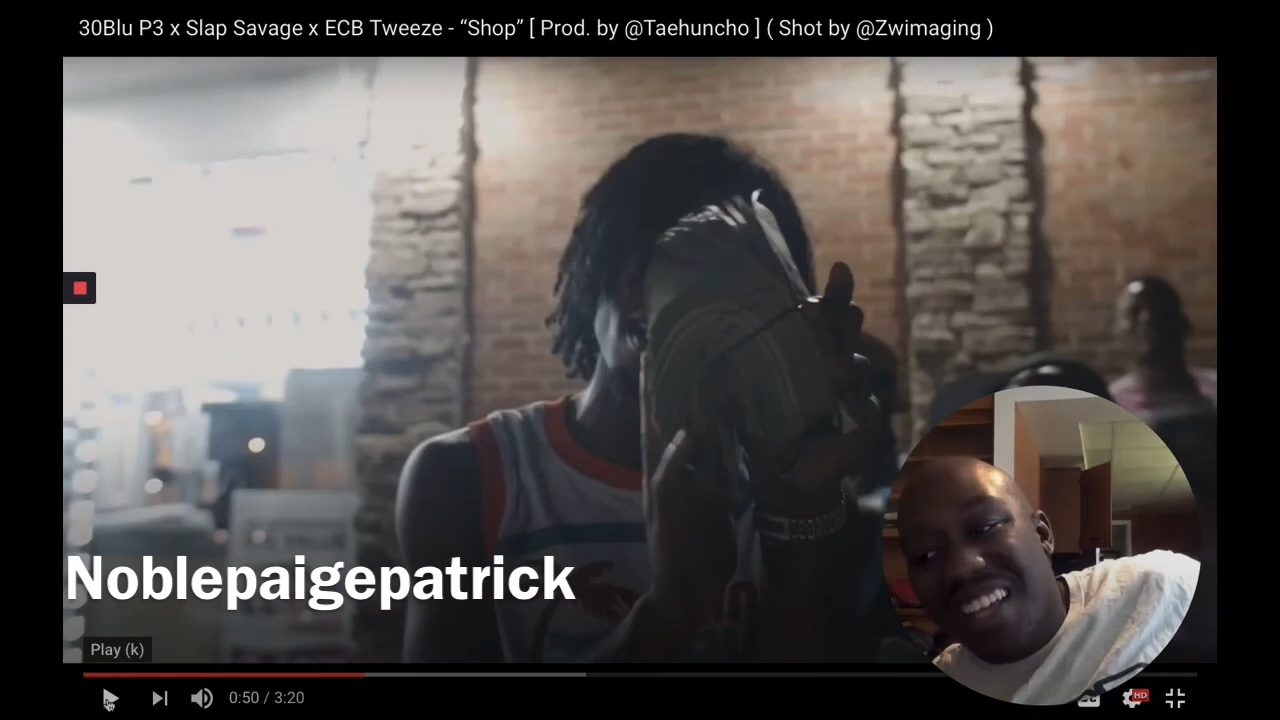 30Blu P3 x Slap Savage x ECB Tweeze - “Shop” [ Prod. by @Taehuncho ] ( Shot by @Zwimaging )
Noblepaigepatrick
Play (k)
0:50 / 3:20
HD